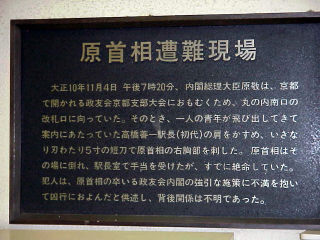 原首相遭難現場
大正10年11月4日 午後7時20分、内閣総理大臣原敬は、京都
で開かれる政友会京都支部大会におもむくため、丸の内南口の
改札口に向っていた。そのとき、一人の青年が飛び出してきて
案内にあたっていた高橋善一駅長(初代)の肩をかすめ、いきな
り刃わたり5寸の短刀で原首相の右胸部を刺した。原首相はそ
の場に倒れ、駅長室で手当を受けたが、すでに絶命していた。
犯人は、原首相の率いる政友会内閣の強引な施策に不満を抱い
て凶行におよんだと供述し、背後関係は不明であった。